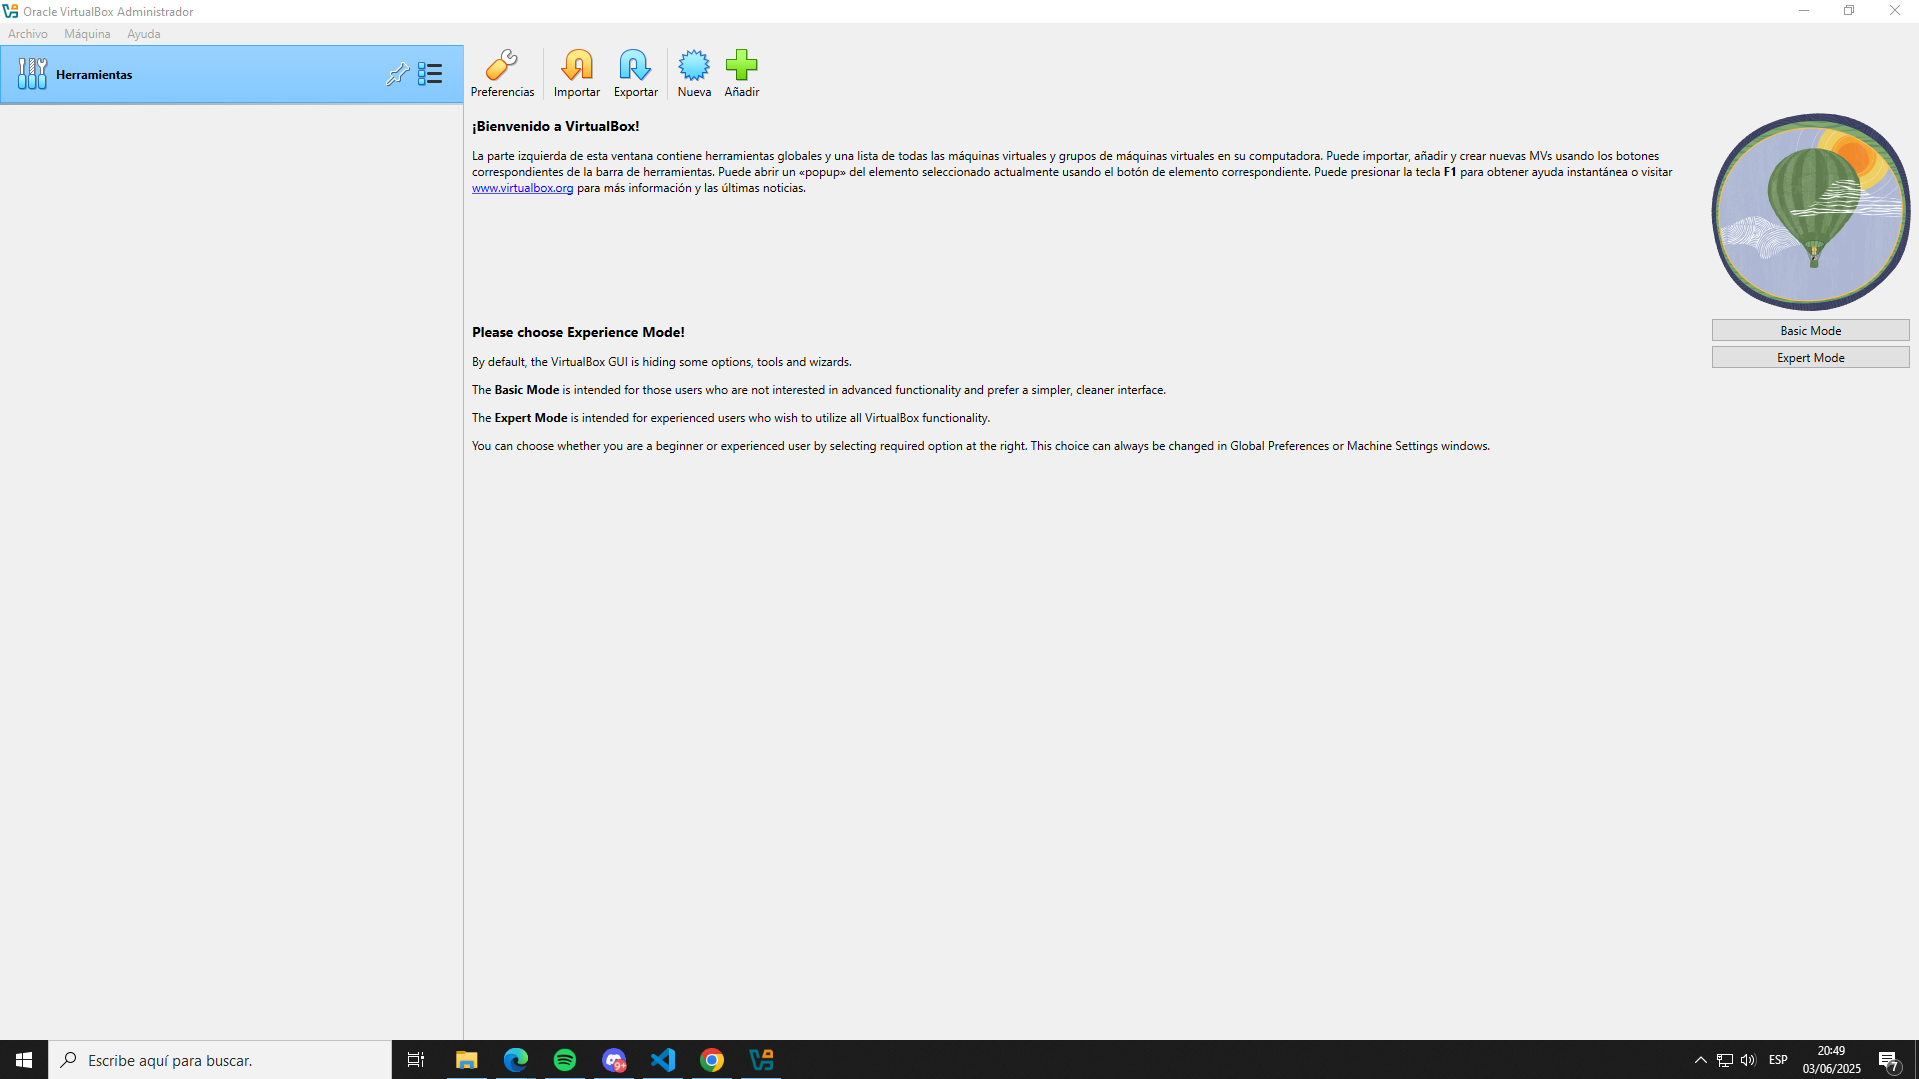 Oracle VirtualBox Administrador
Archivo Máquina Ayuda
Herramientas
Preferencias Importar Exportar Nueva Añadir
¡Bienvenido a VirtualBox!
La parte izquierda de esta ventana contiene herramientas globales y una lista de todas las máquinas virtuales y grupos de máquinas virtuales en su computadora. Puede importar, añadir y crear nuevas MVs usando los botones
correspondientes de la barra de herramientas. Puede abrir un «popup» del elemento seleccionado actualmente usando el botón de elemento correspondiente. Puede presionar la tecla F1 para obtener ayuda instantánea o visitar
www.virtualbox.org para más información y las últimas noticias.
Please choose Experience Mode!
By default, the VirtualBox GUI is hiding some options, tools and wizards.
The Basic Mode is intended for those users who are not interested in advanced functionality and prefer a simpler, cleaner interface.
The Expert Mode is intended for experienced users who wish to utilize all VirtualBox functionality.
You can choose whether you are a beginner or experienced user by selecting required option at the right. This choice can always be changed in Global Preferences or Machine Settings windows.
Basic Mode
Expert Mode
Escribe aquí para buscar.
9+
ESP
20:49
03/06/2025
7